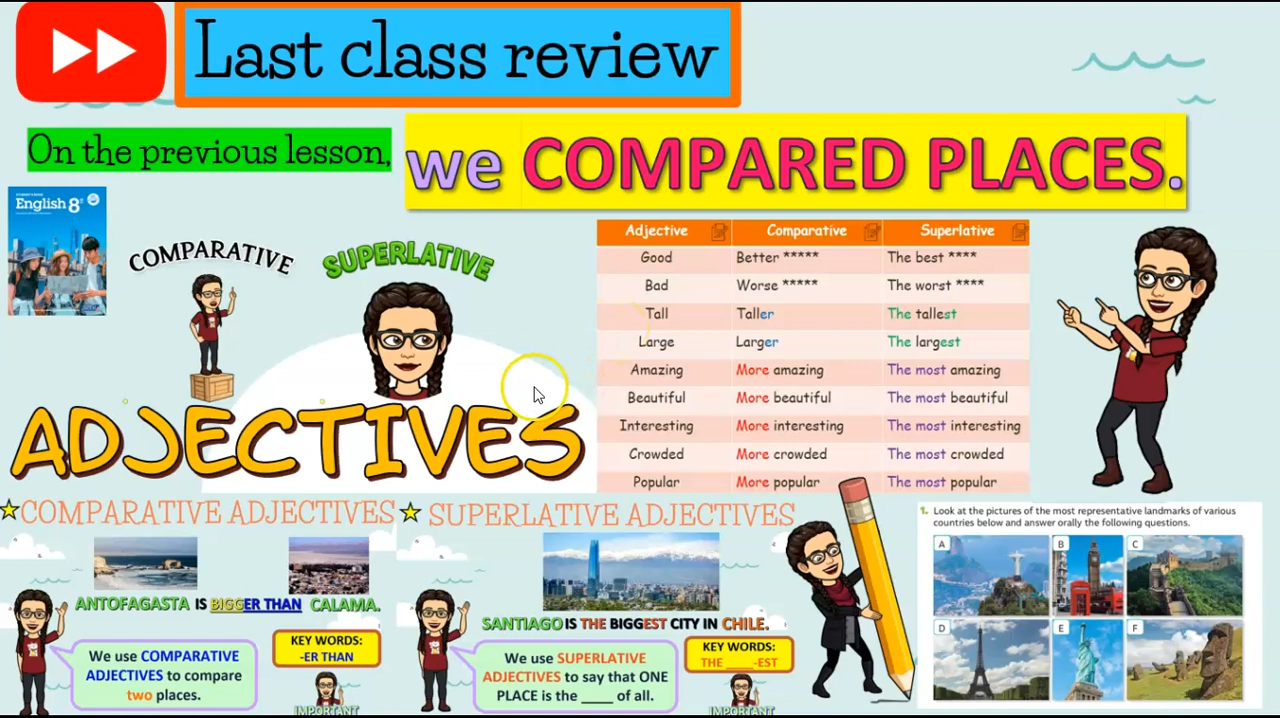 Last class review
On the previous lesson,
we COMPARED PLACES.
English 8°
COMPARATIVE
SUPERLATIVE
ADJECTIVES
Adjective Comparative Superlative
Good Better ***** The best ****
Bad Worse ***** The worst ****
Tall Taller The tallest
Large Larger The largest
Amazing More amazing The most amazing
Beautiful More beautiful The most beautiful
Interesting More interesting The most interesting
Crowded More crowded The most crowded
Popular More popular The most popular
COMPARATIVE ADJECTIVES
ANTOFAGASTA IS BIGGER THAN CALAMA.
We use COMPARATIVE
ADJECTIVES to compare
two places.
KEY WORDS:
-ER THAN
IMPORTANT
SUPERLATIVE ADJECTIVES
SANTIAGO IS THE BIGGEST CITY IN CHILE.
We use SUPERLATIVE
ADJECTIVES to say that ONE
PLACE is the ____ of all.
KEY WORDS:
THE ____-EST
IMPORTANT
1. Look at the pictures of the most representative landmarks of various
countries below and answer orally the following questions.
A B C
D E F